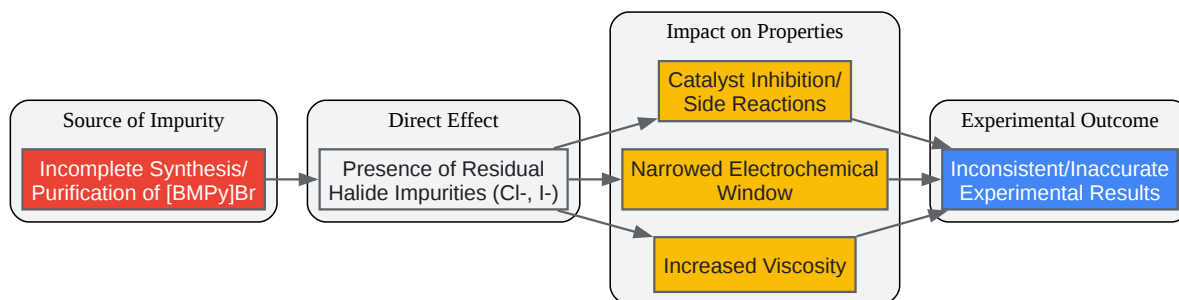 Source of Impurity
Incomplete Synthesis/
Purification of [BMPy]Br
Direct Effect
Presence of Residual
Halide Impurities (Cl-, I-)
Impact on Properties
Catalyst Inhibition/
Side Reactions
Narrowed Electrochemical
Window
Increased Viscosity
Experimental Outcome
Inconsistent/Inaccurate
Experimental Results